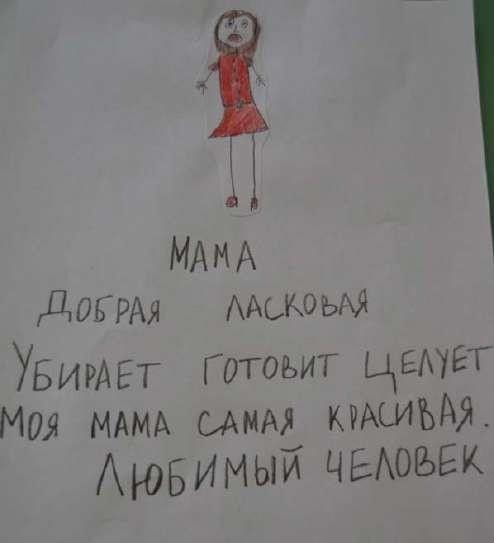 МАМА
ДОБРАЯ ЛАСКОВАЯ
УБИРАЕТ ГОТОВИТ ЦЕЛУЕТ
МОЯ МАМА САМАЯ КРАСИВАЯ.
ЛЮБИМЫЙ ЧЕЛОВЕК